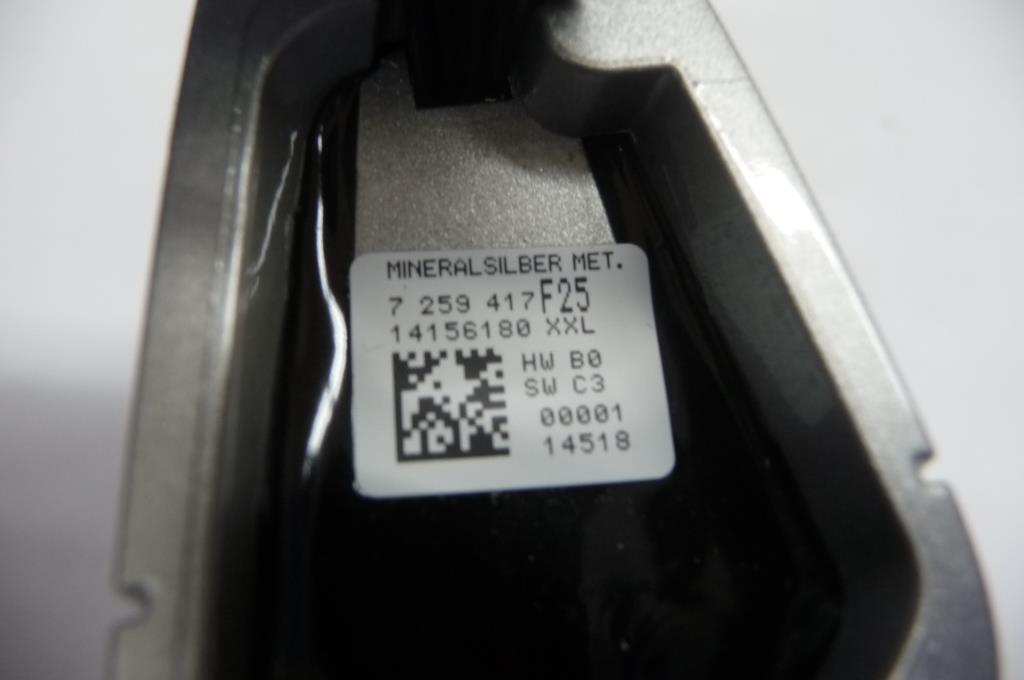 MINERALSILBER MET.
7 259 417 F25
14156180 XXL
HW B0
SW C3
00001
14518